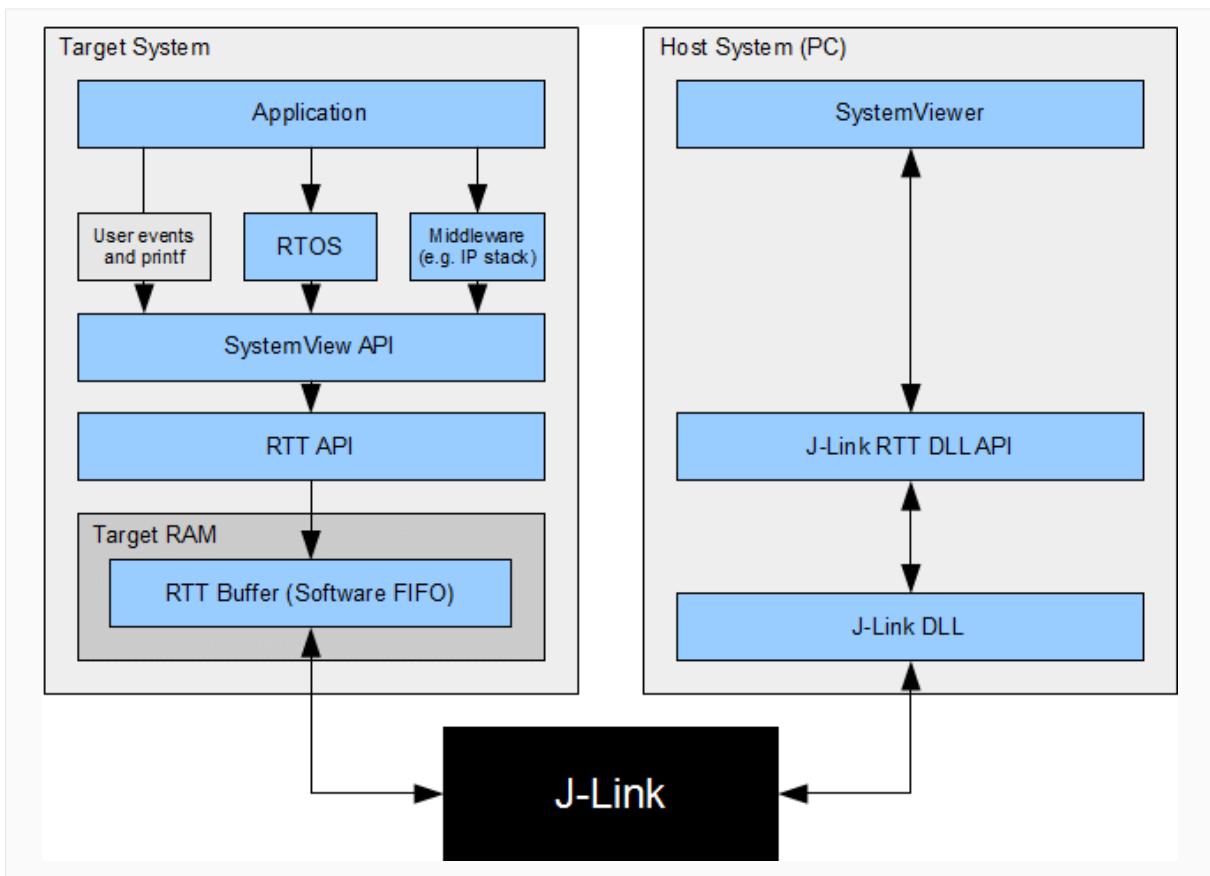 Target System
Application
User events
and printf
RTOS
Middleware
(e.g. IP stack)
SystemView API
RTT API
Target RAM
RTT Buffer (Software FIFO)
Host System (PC)
SystemViewer
J-Link RTT DLL API
J-Link DLL
J-Link